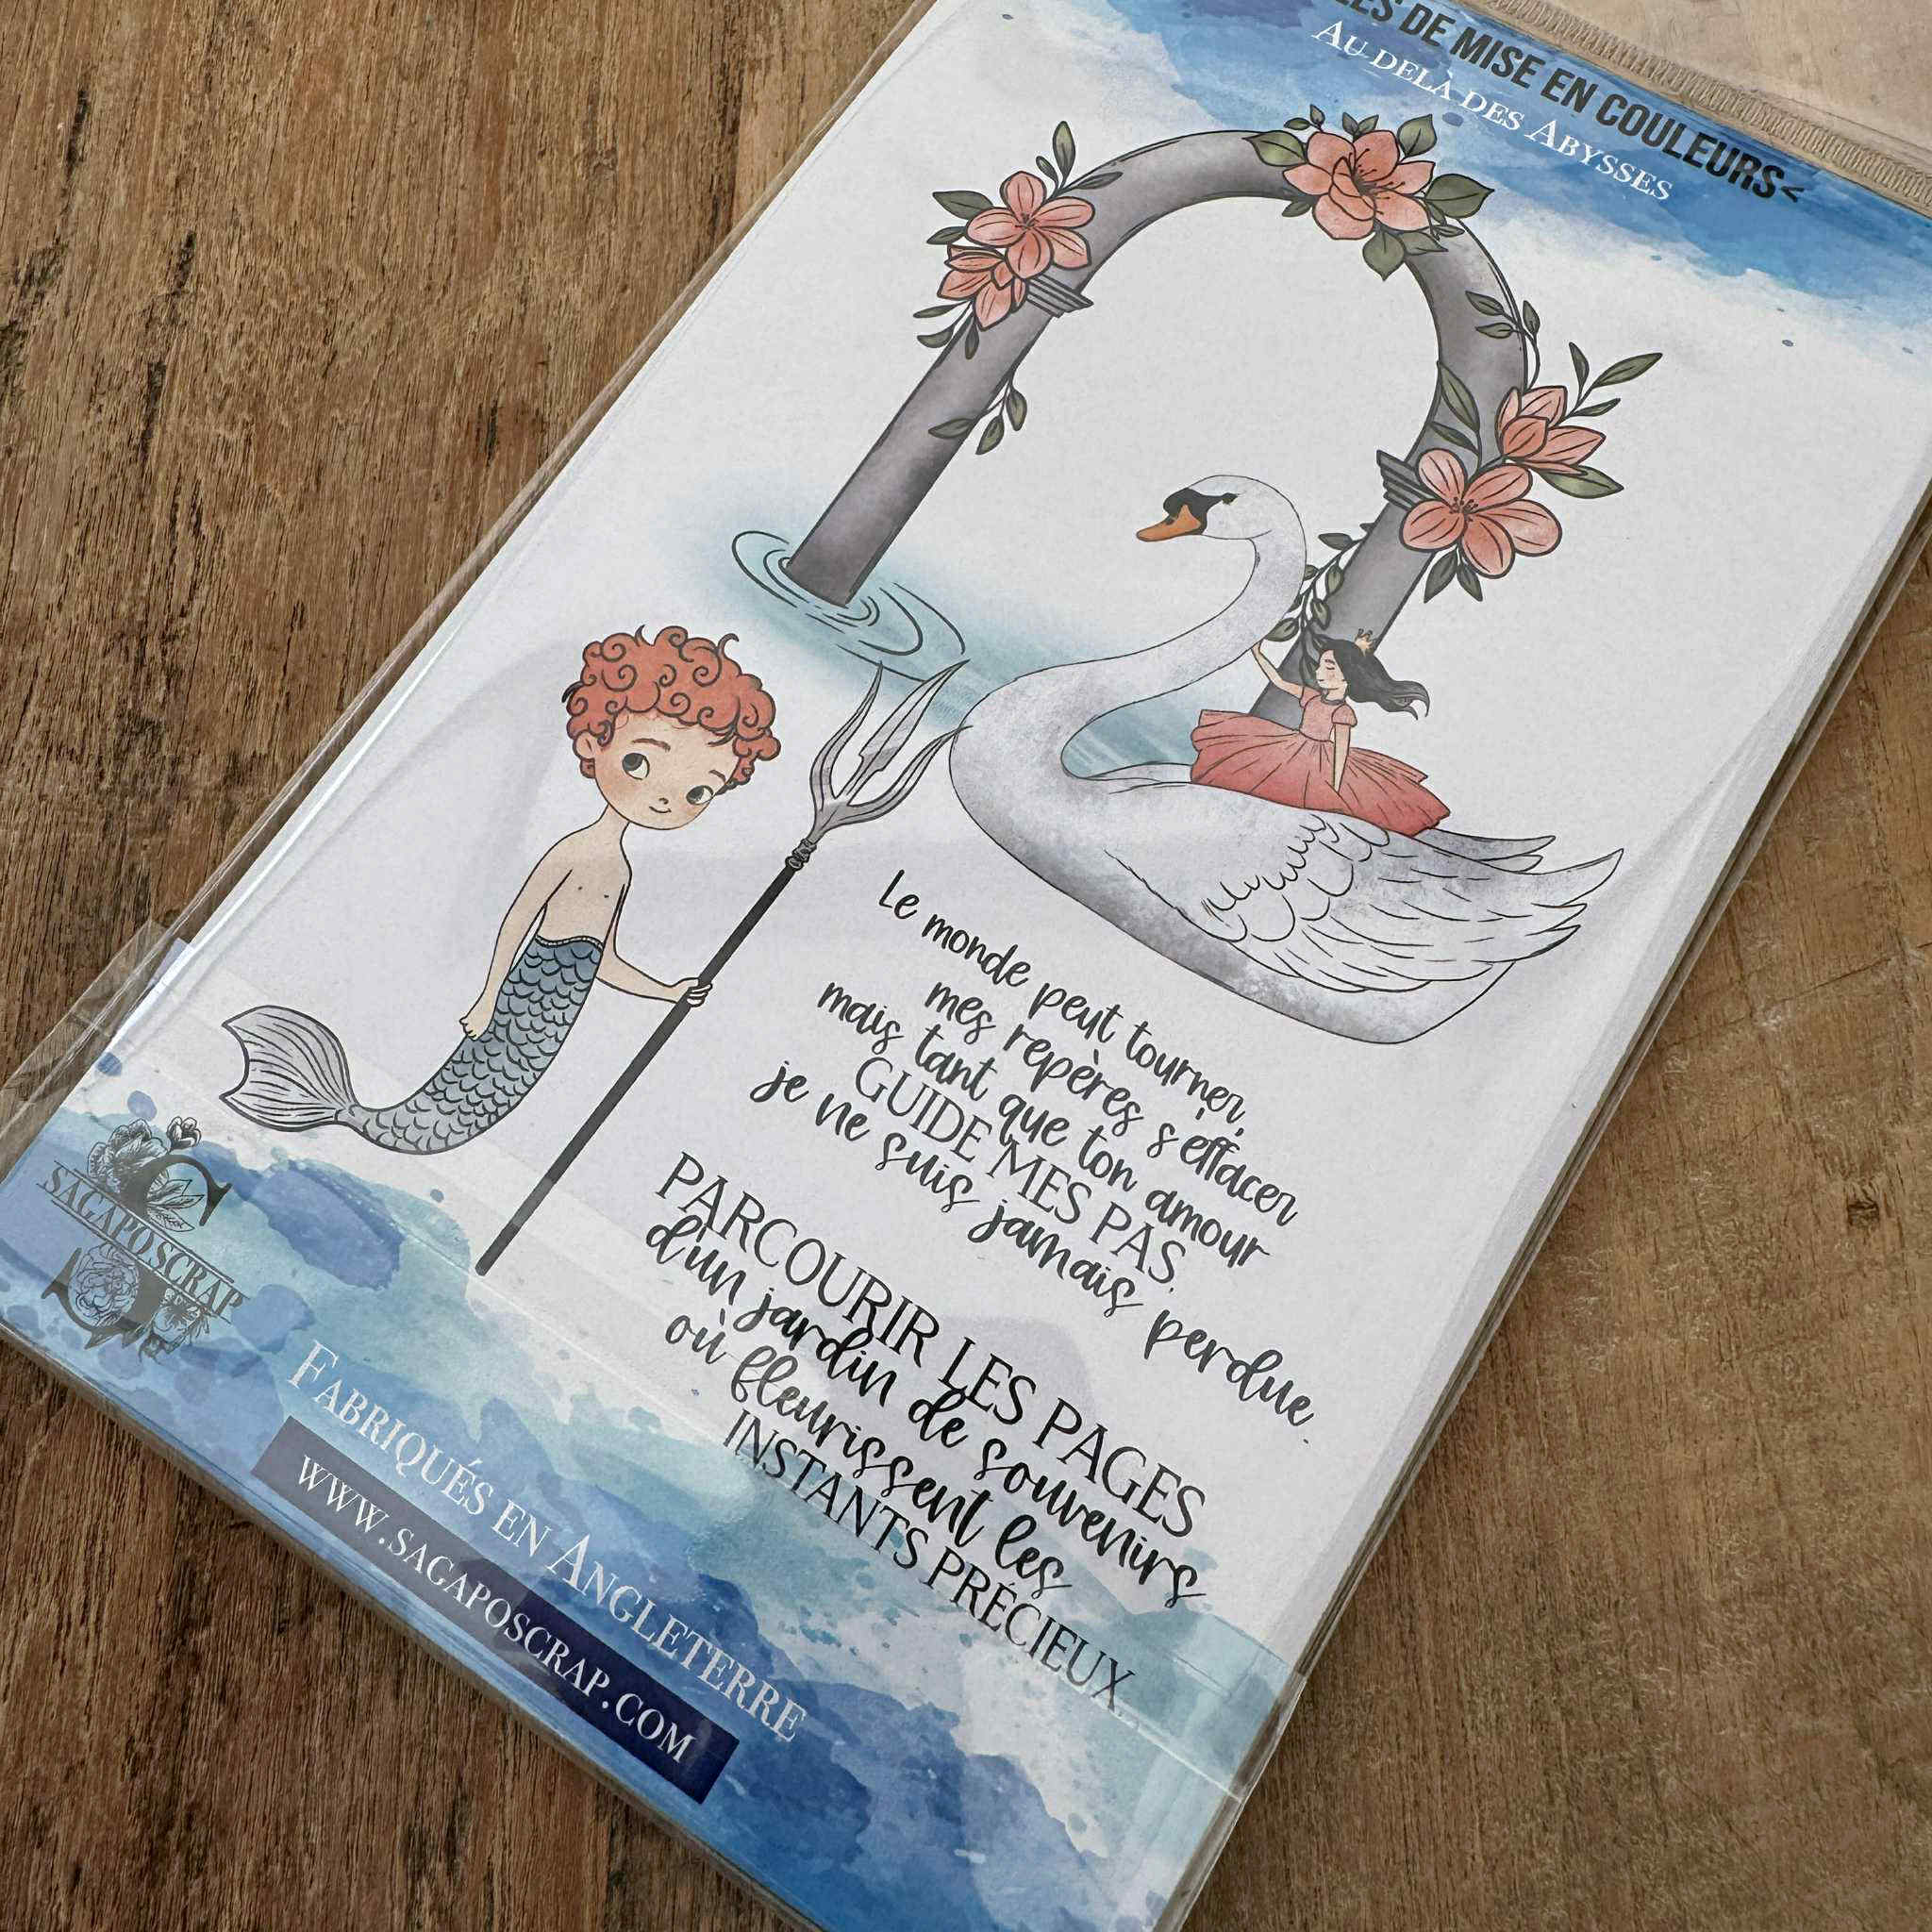 DE MISE EN COULEURS<
AU-DELÀ DES ABYSSES
Le monde peut tourner,
mes repères s'effacer
mais tant que ton amour
GUIDE MES PAS,
je ne suis jamais perdue.
PARCOURIR LES PAGES
d'un jardin de souvenirs
où fleurissent les
INSTANTS PRÉCIEUX...
S
SAGAPOSCRAP
FABRIQUÉS EN ANGLETERRE
WWW.SAGAPOSCRAP.COM